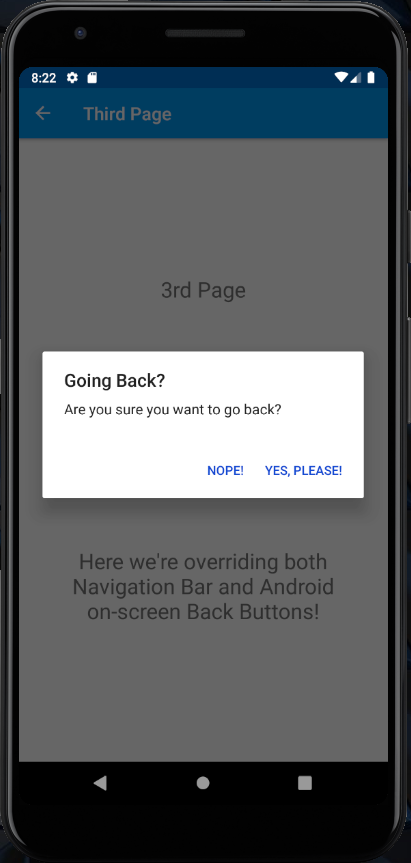 8:22
Third Page
3rd Page
Going Back?
Are you sure you want to go back?
NOPE! YES, PLEASE!
Here we're overriding both
Navigation Bar and Android
on-screen Back Buttons!